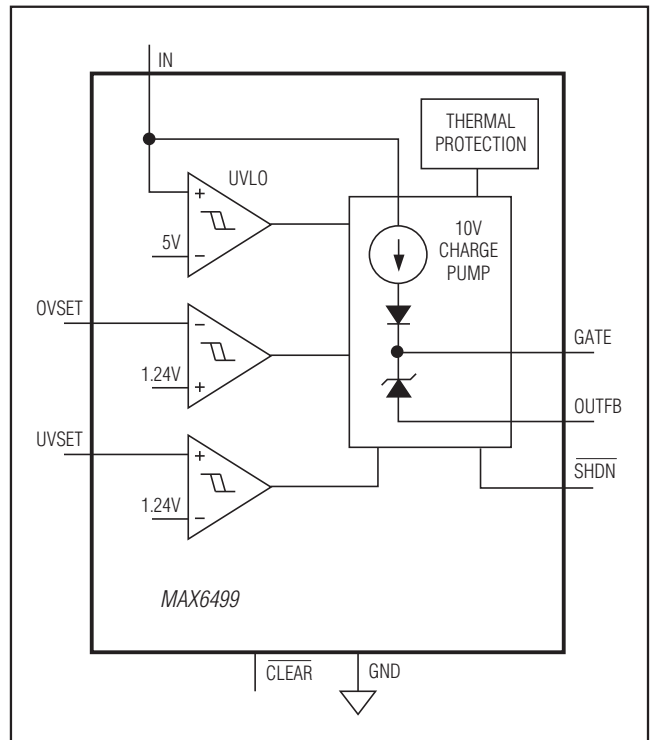 IN
THERMAL
PROTECTION
UVLO
+
5V
−
10V
CHARGE
PUMP
OVSET
−
1.24V
+
GATE
OUTFB
UVSET
+
1.24V
−
SHDN
MAX6499
CLEAR
GND